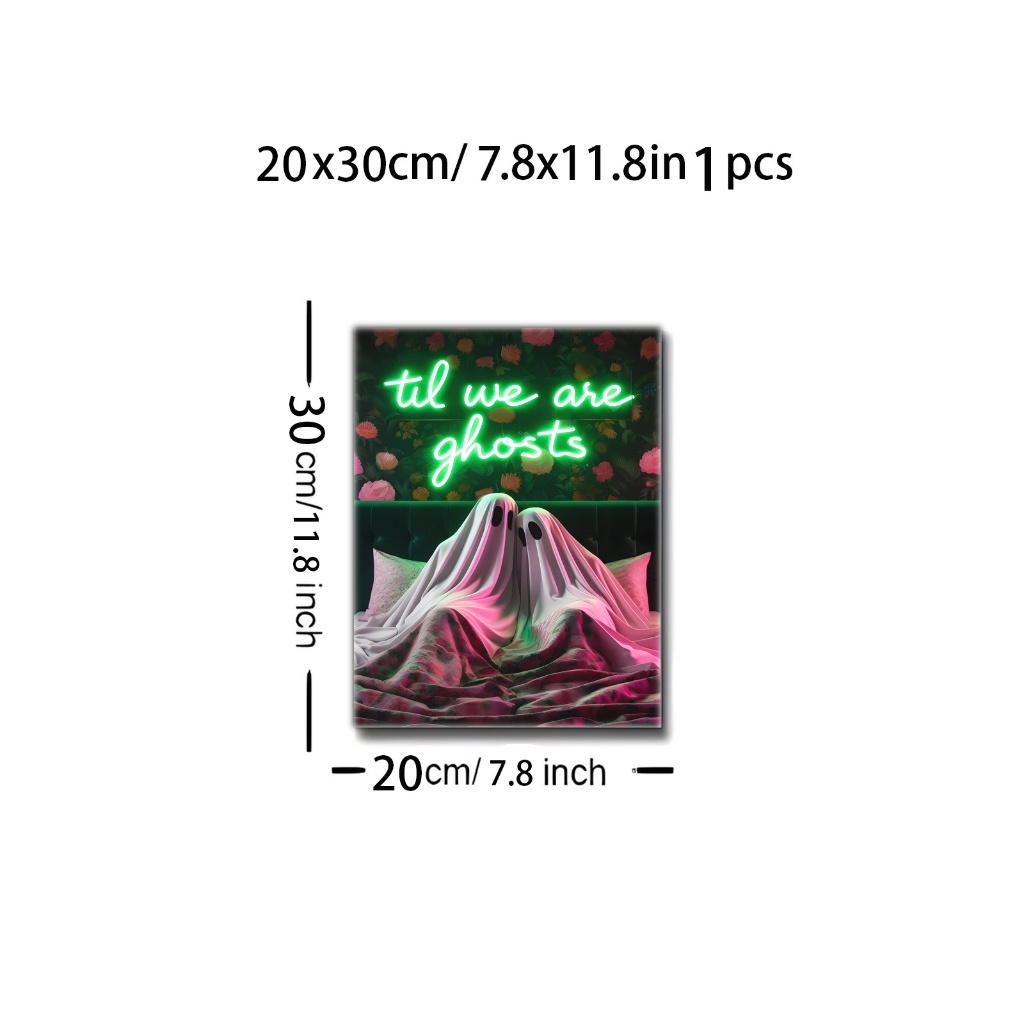 20x30cm/ 7.8x11.8in 1 pcs
til we are
ghosts
30cm/11.8 inch
20cm/ 7.8 inch